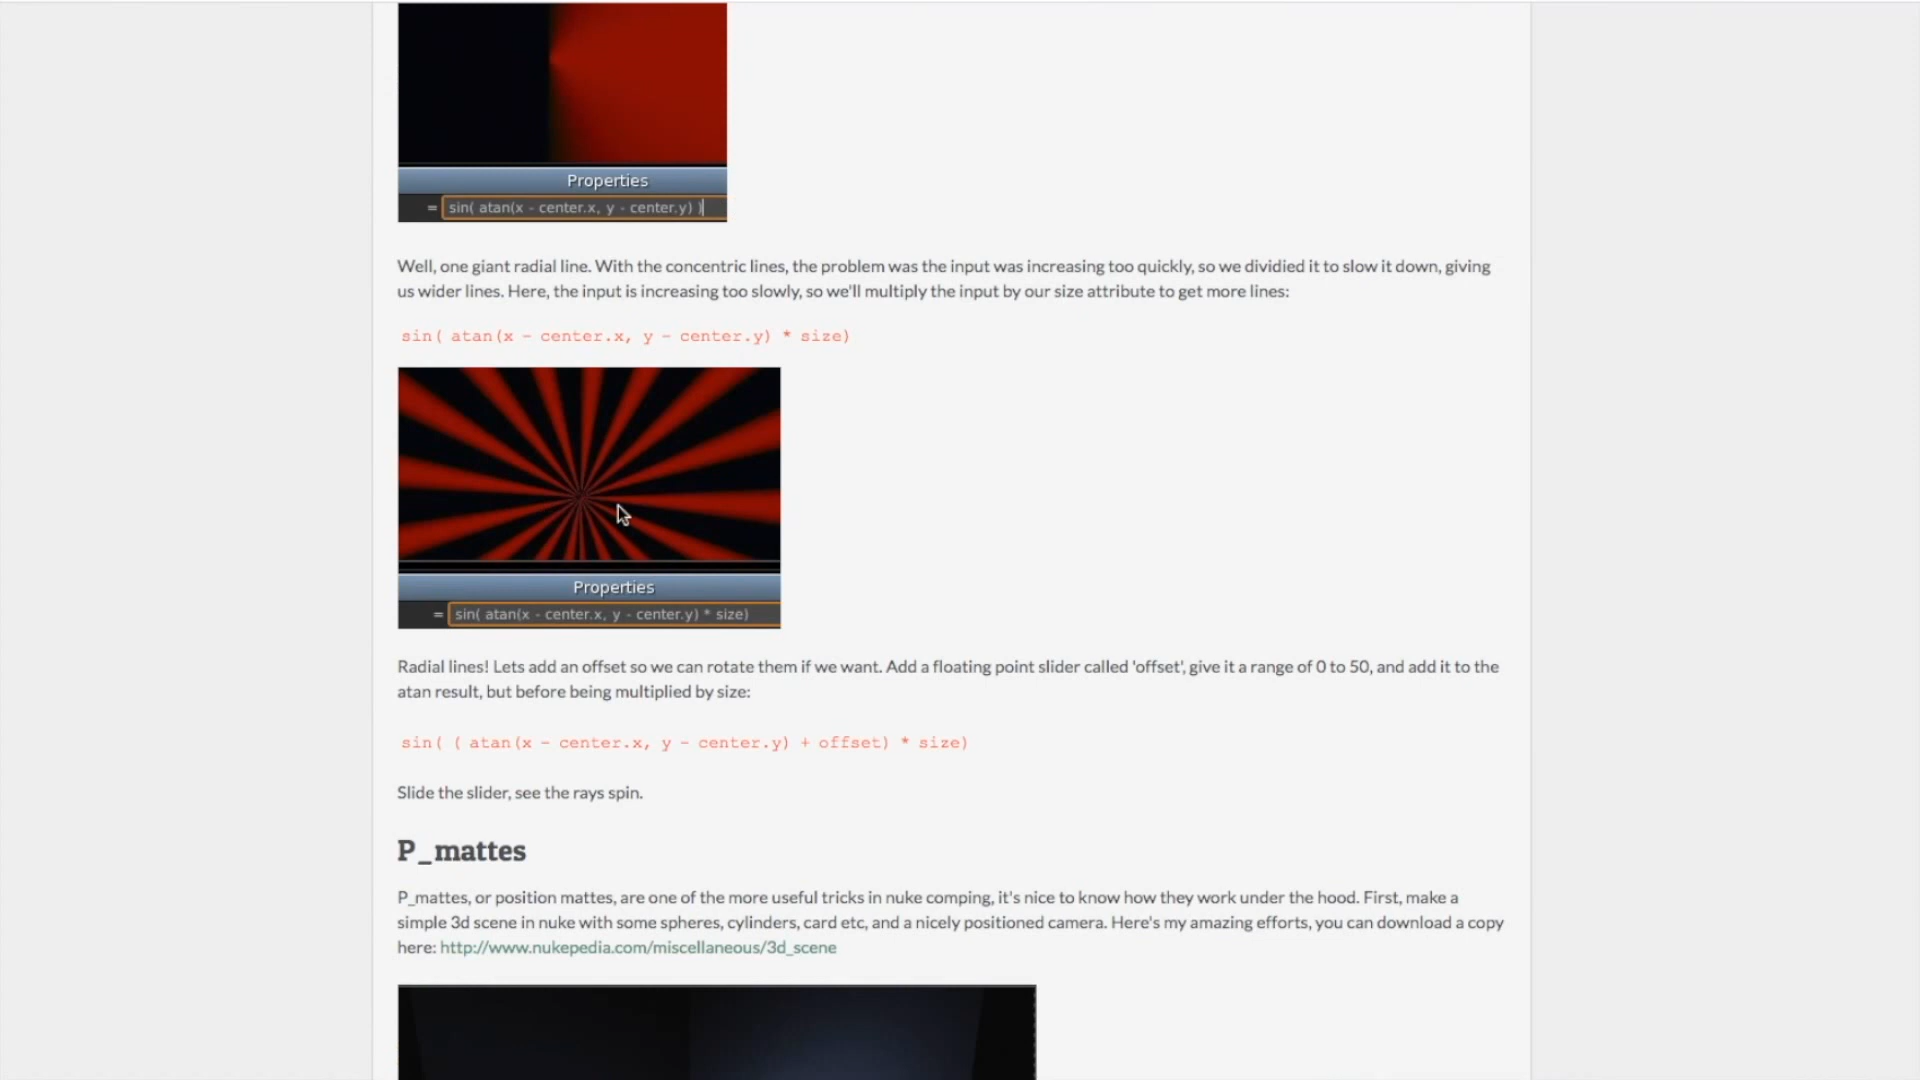 Properties
= sin( atan(x - center.x, y - center.y) )
Well, one giant radial line. With the concentric lines, the problem was the input was increasing too quickly, so we dividied it to slow it down, giving
us wider lines. Here, the input is increasing too slowly, so we'll multiply the input by our size attribute to get more lines:
sin( atan(x - center.x, y - center.y) * size)
Properties
= sin( atan(x - center.x, y - center.y) * size)
Radial lines! Lets add an offset so we can rotate them if we want. Add a floating point slider called 'offset', give it a range of 0 to 50, and add it to the
atan result, but before being multiplied by size:
sin( ( atan(x - center.x, y - center.y) + offset) * size)
Slide the slider, see the rays spin.
P_mattes
P_mattes, or position mattes, are one of the more useful tricks in nuke comping, it's nice to know how they work under the hood. First, make a
simple 3d scene in nuke with some spheres, cylinders, card etc, and a nicely positioned camera. Here's my amazing efforts, you can download a copy
here: http://www.nukepedia.com/miscellaneous/3d_scene